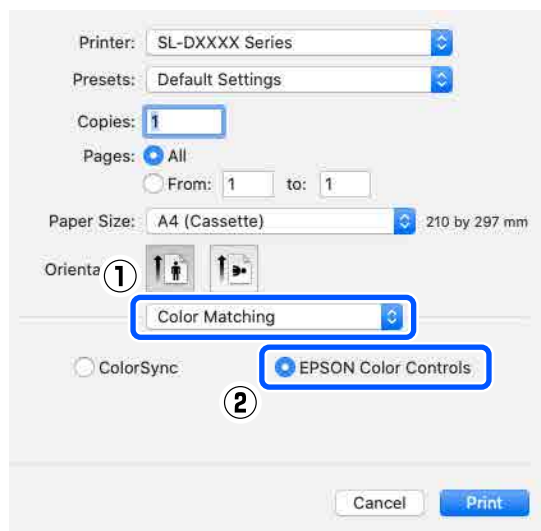 Printer: SL-DXXXX Series
Presets: Default Settings
Copies: 1
Pages: All
From: 1 to: 1
Paper Size: A4 (Cassette) 210 by 297 mm
Orienta
①
Color Matching
ColorSync EPSON Color Controls
②
Cancel Print